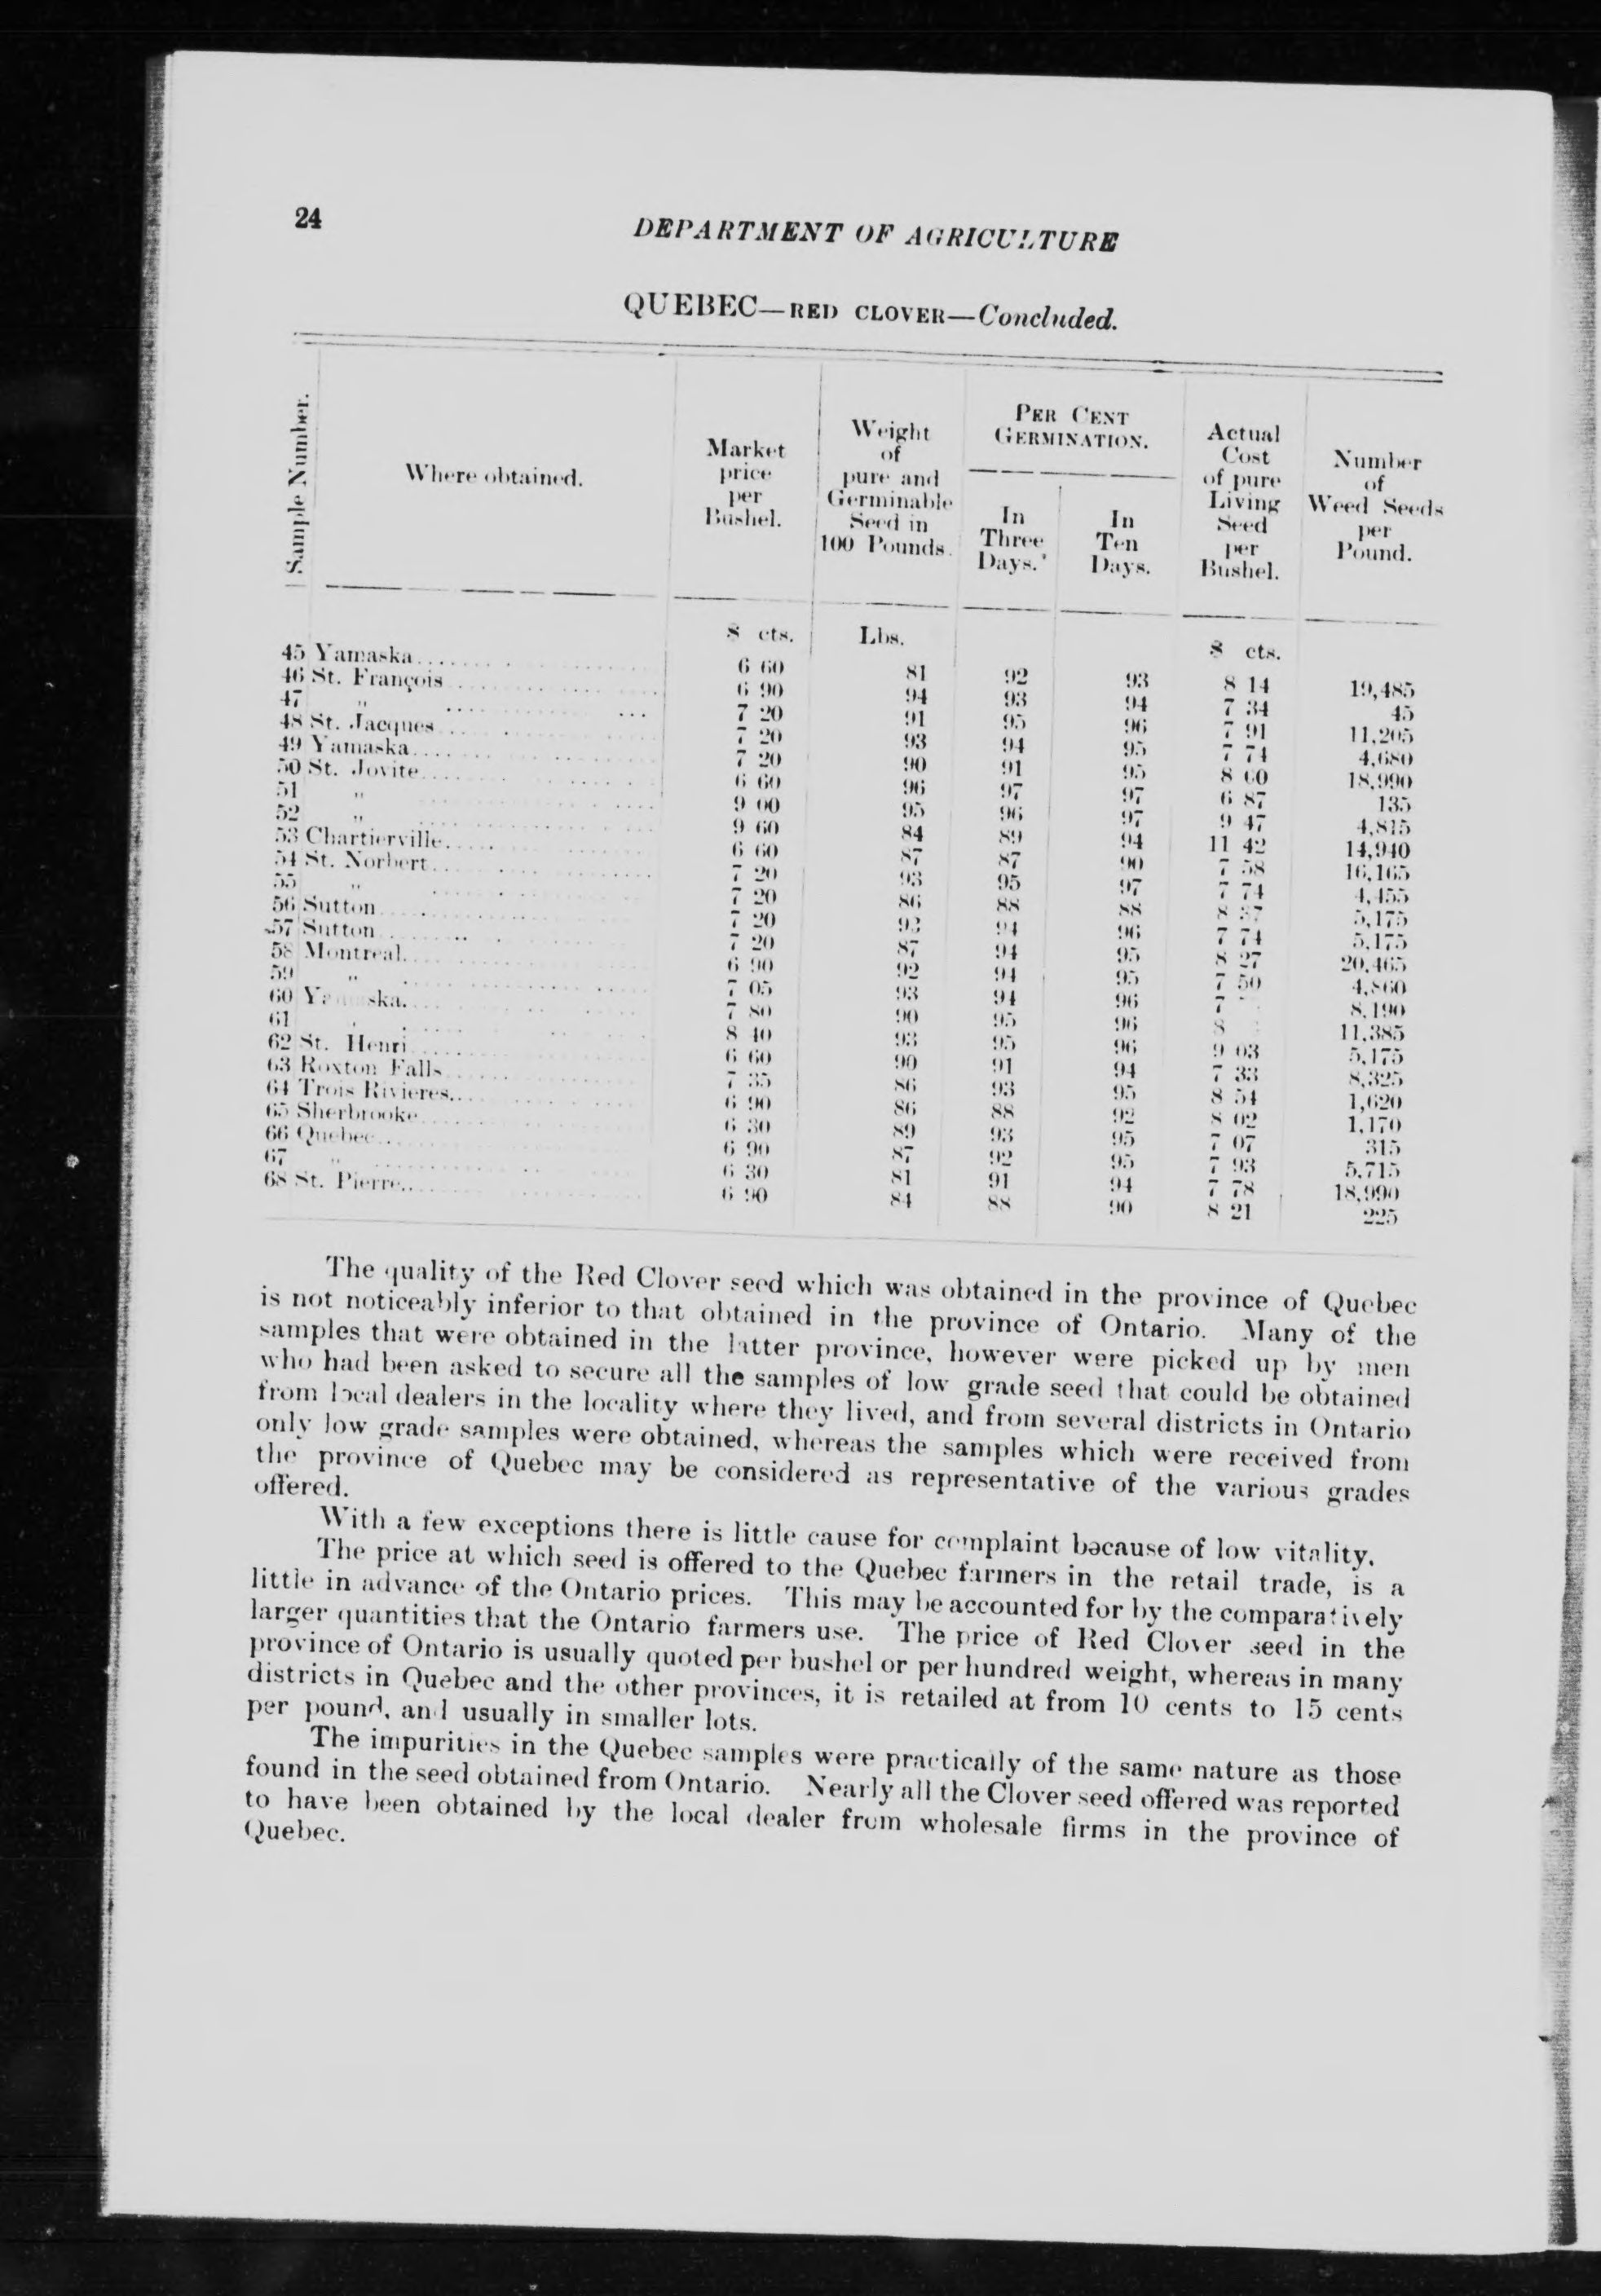 24
DEPARTMENT OF AGRICULTURE
QUEBEC—RED CLOVER—Concluded.
Sample Number.
Where obtained.
Market
price
per
Bushel.
Weight
of
pure and
Germinable
Seed in
100 Pounds.
PER CENT
GERMINATION.
In
Three
Days.
In
Ten
Days.
Actual
Cost
of pure
Living
Seed
per
Bushel.
Number
of
Weed Seeds
per
Pound.
$ cts. Lbs. $ cts.
45 Yamaska 6 60 81 92 93 8 14 19,485
46 St. François 6 90 94 93 94 7 34 45
47 " 7 20 91 95 96 7 91 11,205
48 St. Jacques 7 20 93 94 95 7 74 4,680
49 Yamaska 7 20 90 91 95 8 18,990
50 St. Jovite 6 60 96 97 97 6 87 135
51 " 9 00 95 96 97 9 47 4,815
52 " 9 60 84 89 94 11 42 14,940
53 Chartierville 6 60 87 87 90 7 58 16,165
54 St. Norbert 7 20 93 95 97 7 74 4,455
55 " 7 20 86 88 88 8 37 5,175
56 Sutton 7 20 93 94 96 7 74 5,175
57 Sutton 7 20 87 94 95 8 27 20,465
58 Montreal 6 90 92 94 95 7 50 4,860
59 " 7 05 93 94 96 7 8,190
60 Yamaska 7 80 90 95 96 8 11,385
61 " 8 40 93 95 96 9 03 5,175
62 St. Henri 6 60 90 91 94 7 33 8,325
63 Roxton Falls 7 35 86 93 95 8 54 1,620
64 Trois Rivieres 6 90 86 88 92 8 02 1,170
65 Sherbrooke 6 30 89 93 95 7 07 315
66 Quebec 6 90 87 92 95 7 93 5,715
67 " 6 30 81 91 94 7 78 18,990
68 St. Pierre 6 90 84 88 90 8 21 225
The quality of the Red Clover seed which was obtained in the province of Quebec
is not noticeably inferior to that obtained in the province of Ontario. Many of the
samples that were obtained in the latter province, however were picked up by men
who had been asked to secure all the samples of low grade seed that could be obtained
from local dealers in the locality where they lived, and from several districts in Ontario
only low grade samples were obtained, whereas the samples which were received from
the province of Quebec may be considered as representative of the various grades
offered.
With a few exceptions there is little cause for complaint because of low vitality.
The price at which seed is offered to the Quebec farmers in the retail trade, is a
little in advance of the Ontario prices. This may be accounted for by the comparatively
larger quantities that the Ontario farmers use. The price of Red Clover seed in the
province of Ontario is usually quoted per bushel or per hundred weight, whereas in many
districts in Quebec and the other provinces, it is retailed at from 10 cents to 15 cents
per pound, and usually in smaller lots.
The impurities in the Quebec samples were practically of the same nature as those
found in the seed obtained from Ontario. Nearly all the Clover seed offered was reported
to have been obtained by the local dealer from wholesale firms in the province of
Quebec.